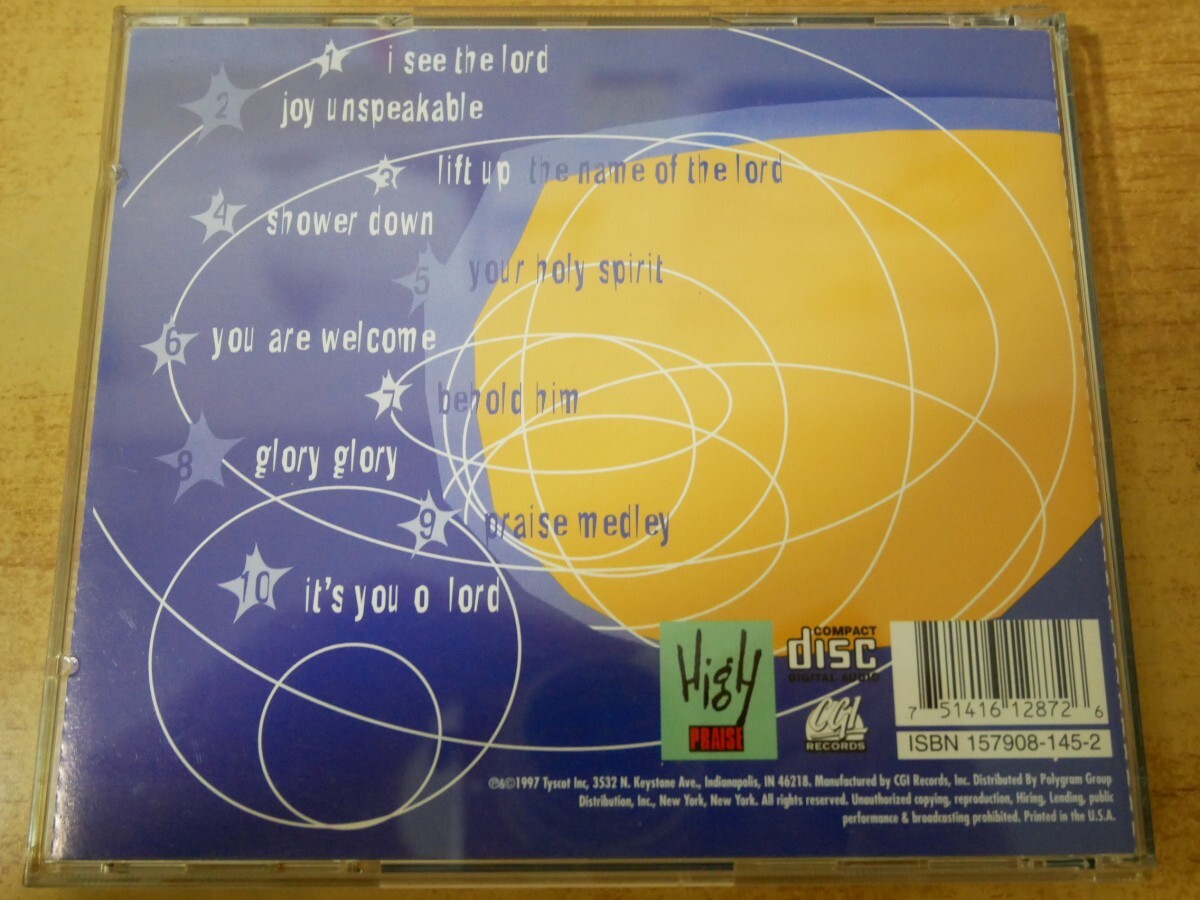 1 i see the lord
2 joy unspeakable
3 lift up the name of the lord
4 shower down
5 your holy spirit
6 you are welcome
7 behold him
8 glory glory
9 praise medley
10 it's you o lord
HigH
PRAISE
COMPACT
disc
DIGITAL AUDIO
CGI
RECORDS
7 51416 12872 6
ISBN 157908-145-2
℗&©1997 Tyscot Inc, 3532 N. Keystone Ave., Indianapolis, IN 46218. Manufactured by CGI Records, Inc. Distributed By Polygram Group
Distribution, Inc., New York, New York. All rights reserved. Unauthorized copying, reproduction, Hiring, Lending, public
performance & broadcasting prohibited. Printed in the U.S.A.